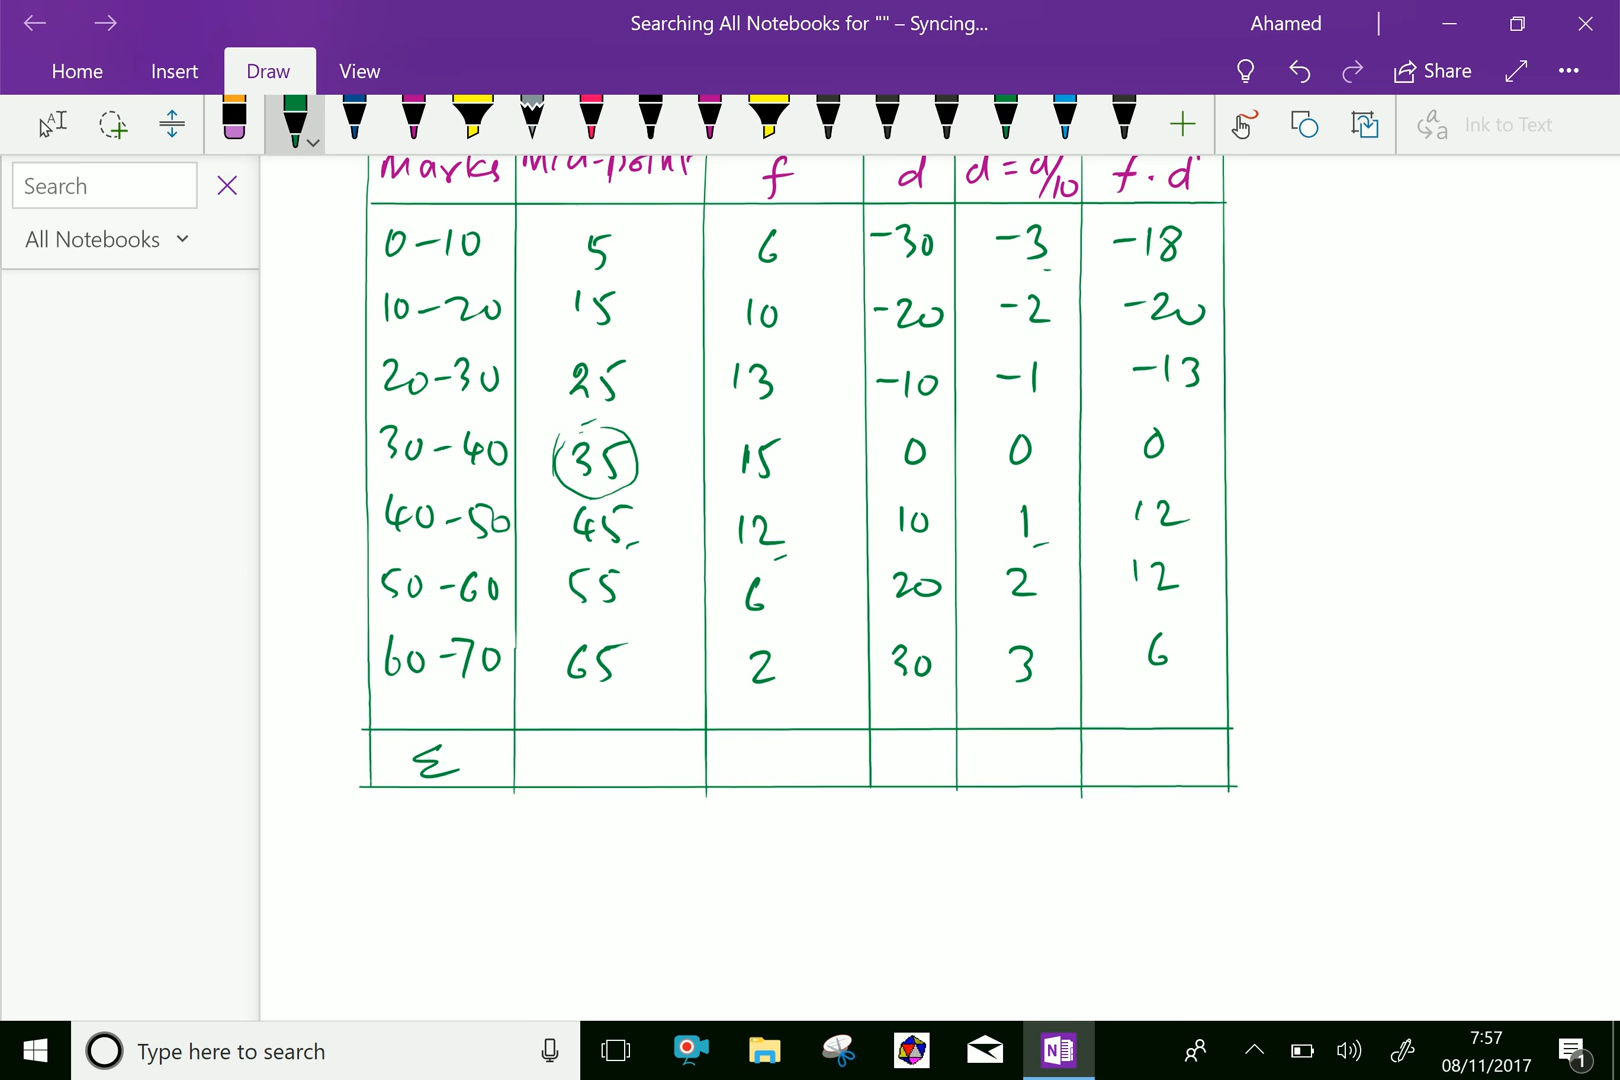 Searching All Notebooks for "" – Syncing...
Ahamed
Home Insert Draw View
Share
Ink to Text
Search
All Notebooks
Marks Mid-point f d d' = d/10 f . d'
0-10 5 6 -30 -3 -18
10-20 15 10 -20 -2 -20
20-30 25 13 -10 -1 -13
30-40 35 15 0 0 0
40-50 45 12 10 1 12
50-60 55 6 20 2 12
60-70 65 2 30 3 6
Σ
Type here to search
N
7:57
08/11/2017
1